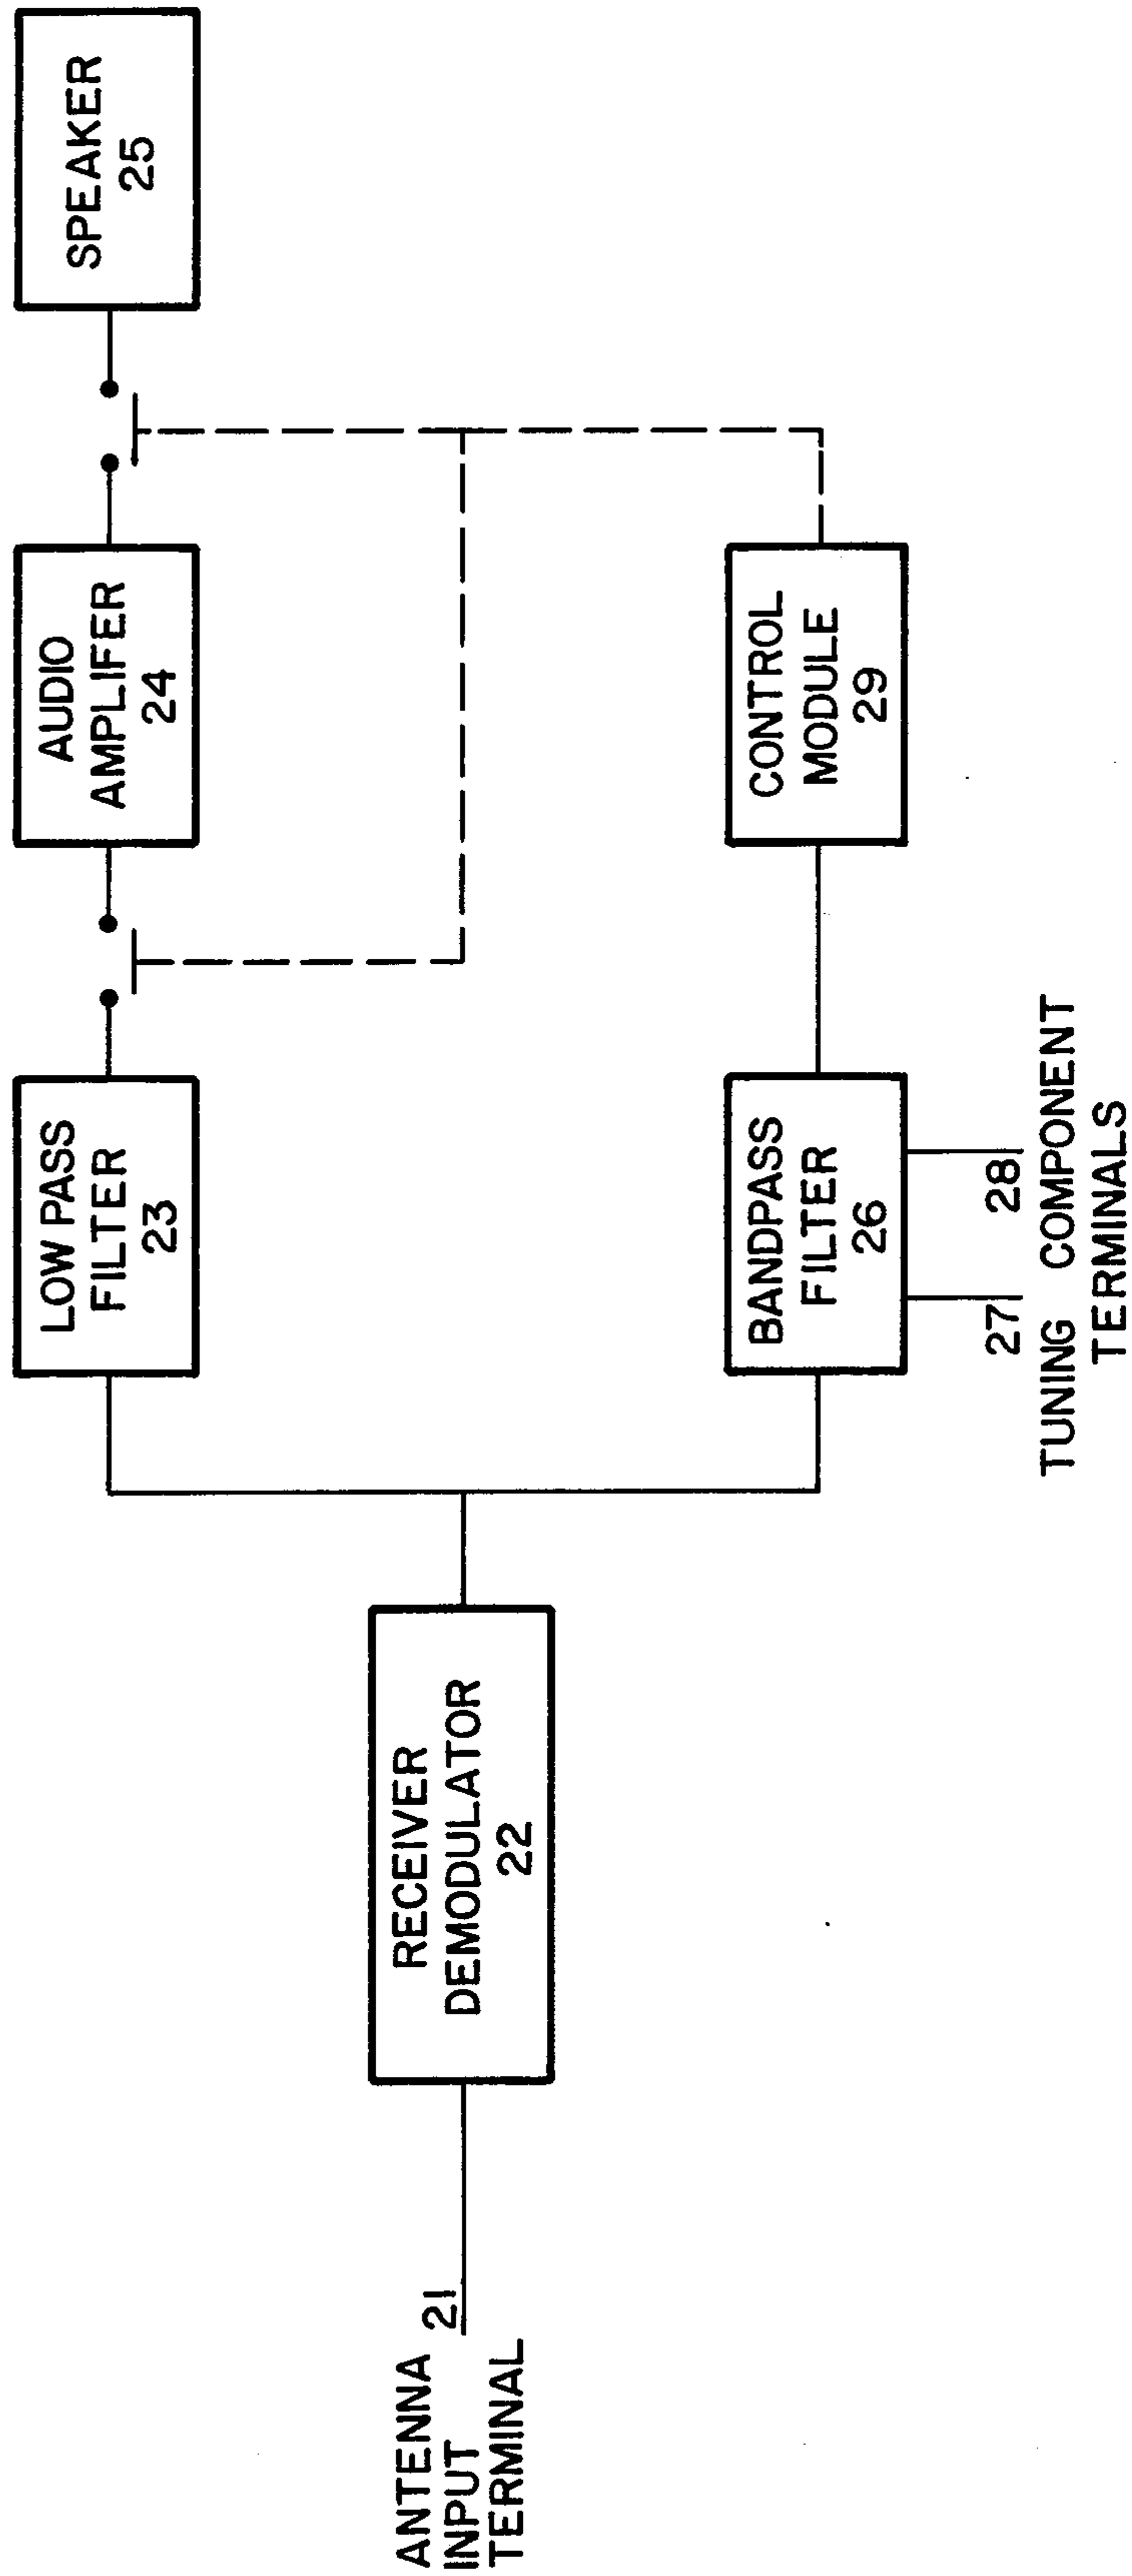 ANTENNA
INPUT
TERMINAL
21
RECEIVER
DEMODULATOR
22
LOW PASS
FILTER
23
AUDIO
AMPLIFER
24
SPEAKER
25
BANDPASS
FILTER
26
CONTROL
MODULE
29
27
28
TUNING COMPONENT
TERMINALS